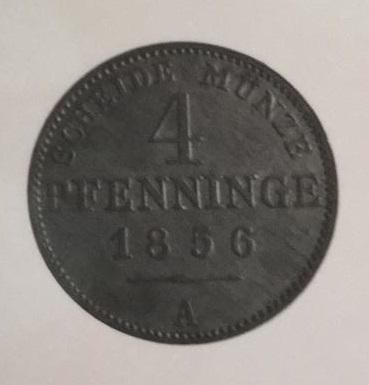 SCHEIDE MÜNZE
4
PFENNINGE
1856
A